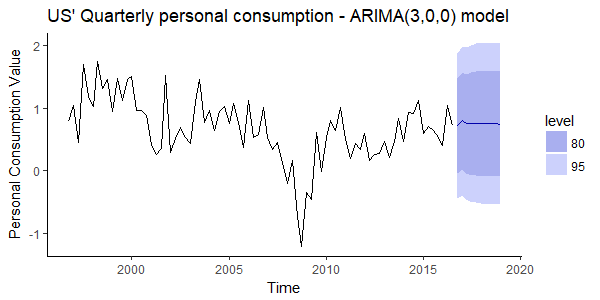 US' Quarterly personal consumption - ARIMA(3,0,0) model
Personal Consumption Value
2
1
0
-1
2000
2005
2010
2015
2020
Time
level
80
95